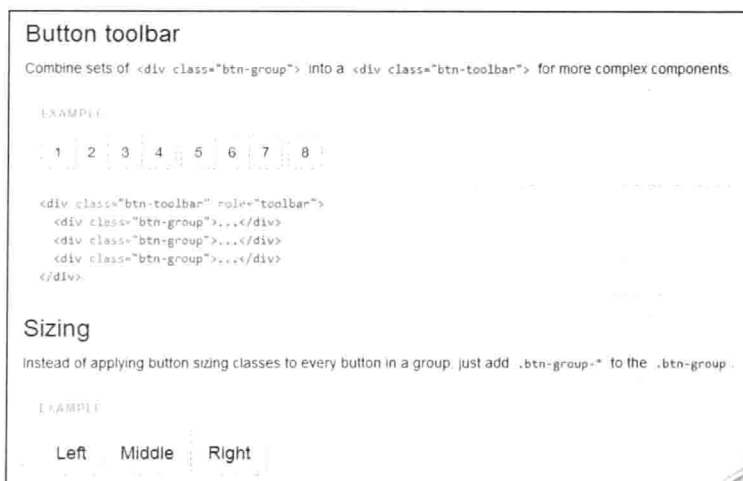 Button toolbar
Combine sets of <div class="btn-group"> into a <div class="btn-toolbar"> for more complex components.
EXAMPLE
1 2 3 4 5 6 7 8
<div class="btn-toolbar" role="toolbar">
<div class="btn-group">...</div>
<div class="btn-group">...</div>
<div class="btn-group">...</div>
</div>
Sizing
Instead of applying button sizing classes to every button in a group, just add .btn-group-* to the .btn-group.
EXAMPLE
Left Middle Right